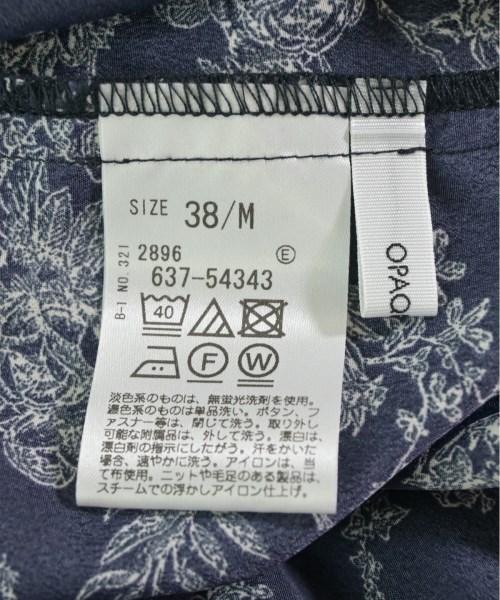 SIZE 38/M
B-1 NO.321
2896 E
637-54343
40
F W
淡色系のものは、無蛍光洗剤を使用。
濃色系のものは単品洗い。ボタン、フ
ァスナー等は、閉じて洗う。取り外し
可能な附属品は、外して洗う。漂白は、
漂白剤の指示にしたがう。汗をかいた
場合、速やかに洗う。アイロンは、当
て布使用。ニットや毛足のある製品は、
スチームでの浮かしアイロン仕上げ。
OPAQ